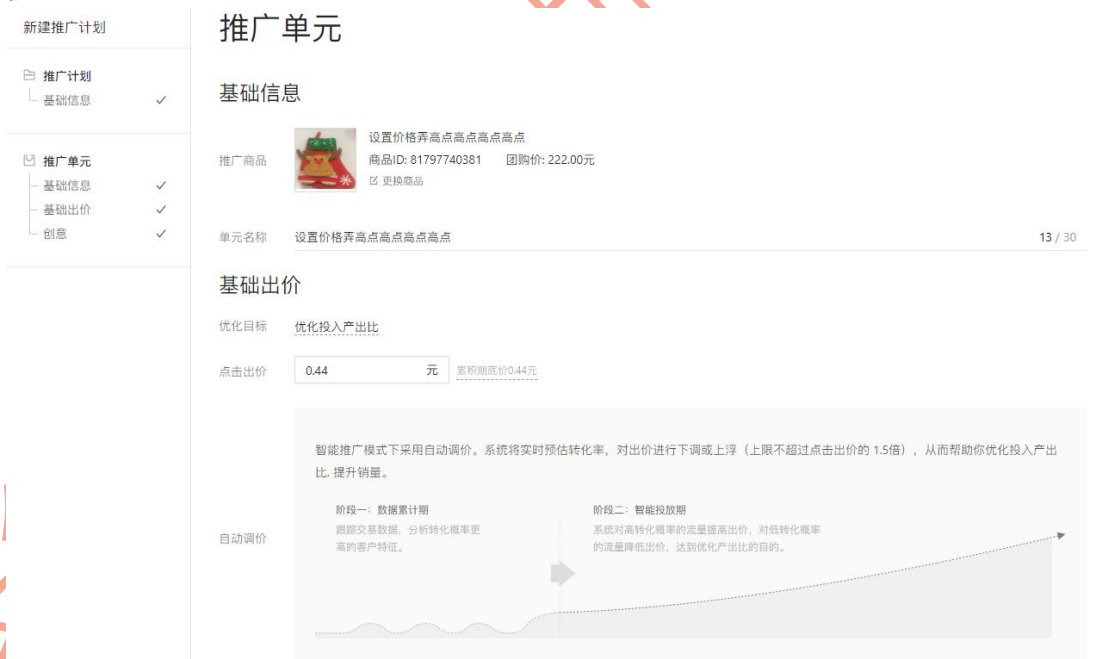 新建推广计划
推广计划
基础信息
推广单元
基础信息
基础出价
创意
推广单元
基础信息
推广商品
设置价格弄高点高点高点高点
商品ID: 81797740381 团购价: 222.00元
更换商品
单元名称 设置价格弄高点高点高点高点 13 / 30
基础出价
优化目标 优化投入产出比
点击出价 0.44 元 累积期底价0.44元
智能推广模式下采用自动调价。系统将实时预估转化率，对出价进行下调或上浮（上限不超过点击出价的 1.5倍），从而帮助你优化投入产出
比, 提升销量。
自动调价
阶段一：数据累计期
跟踪交易数据，分析转化概率更
高的客户特征。
阶段二：智能投放期
系统对高转化概率的流量提高出价，对低转化概率
的流量降低出价，达到优化产出比的目的。